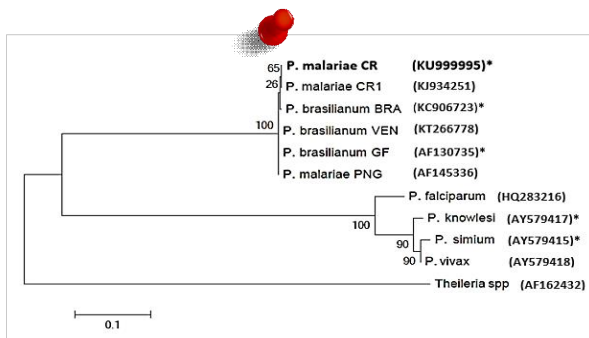 65
P. malariae CR (KU999995)*
26
P. malariae CR1 (KJ934251)
P. brasilianum BRA (KC906723)*
100
P. brasilianum VEN (KT266778)
P. brasilianum GF (AF130735)*
P. malariae PNG (AF145336)
P. falciparum (HQ283216)
100
P. knowlesi (AY579417)*
90
P. simium (AY579415)*
90
P. vivax (AY579418)
Theileria spp (AF162432)
0.1